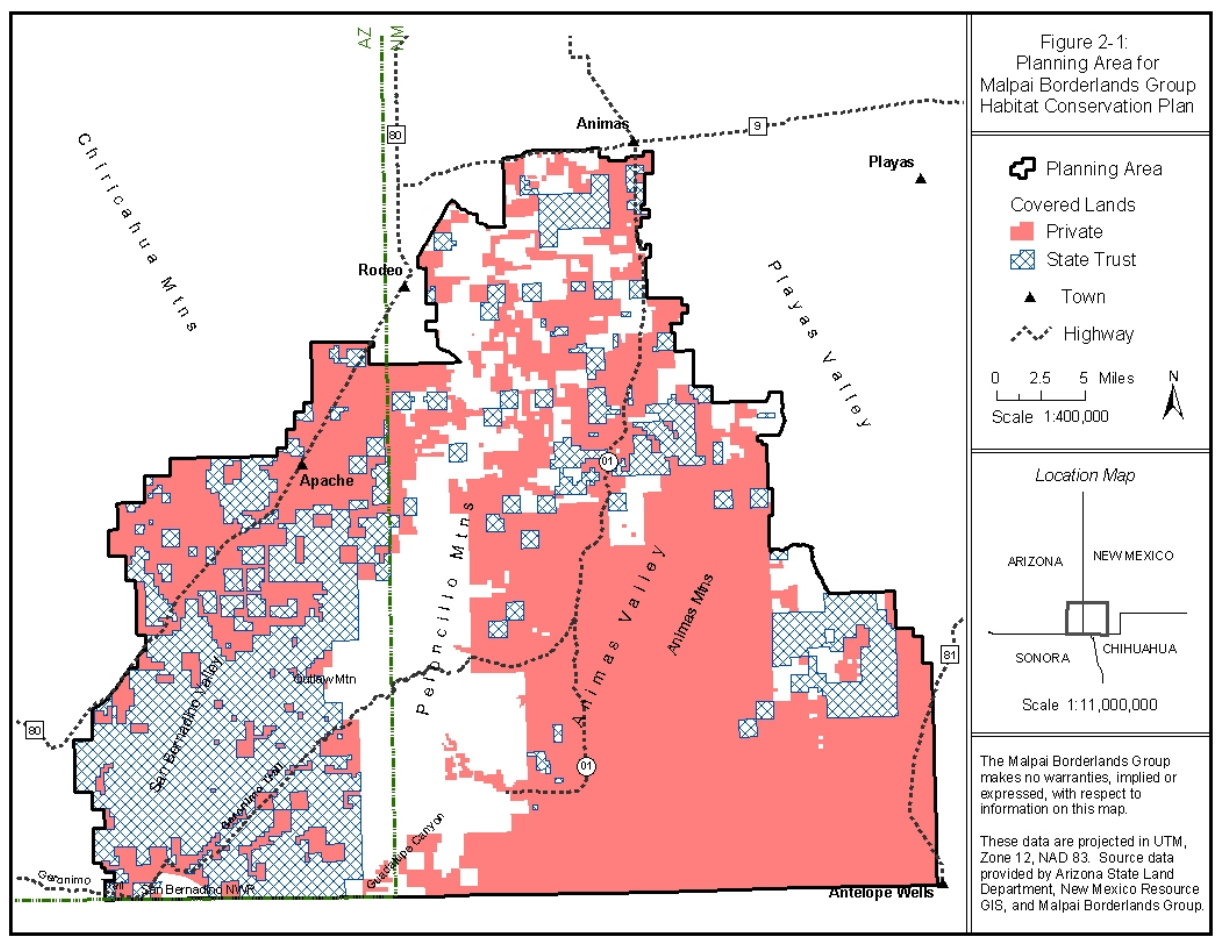 AZ
NM
Chiricahua Mtns
80
Animas
9
Playas
Rodeo
Playas Valley
Apache
01
Peloncillo Mtns
Animas Valley
Animas Mtns
San Bernadino Valley
Outlaw Mtn
81
80
01
Geronimo Trail
Guadalupe Canyon
Geronimo
Trail
San Bernadino NWR
Antelope Wells
Figure 2-1:
Planning Area for
Malpai Borderlands Group
Habitat Conservation Plan
Planning Area
Covered Lands
Private
State Trust
Town
Highway
0 2.5 5 Miles
Scale 1:400,000
N
Location Map
ARIZONA
NEW MEXICO
SONORA
CHIHUAHUA
Scale 1:11,000,000
The Malpai Borderlands Group
makes no warranties, implied or
expressed, with respect to
information on this map.
These data are projected in UTM,
Zone 12, NAD 83. Source data
provided by Arizona State Land
Department, New Mexico Resource
GIS, and Malpai Borderlands Group.